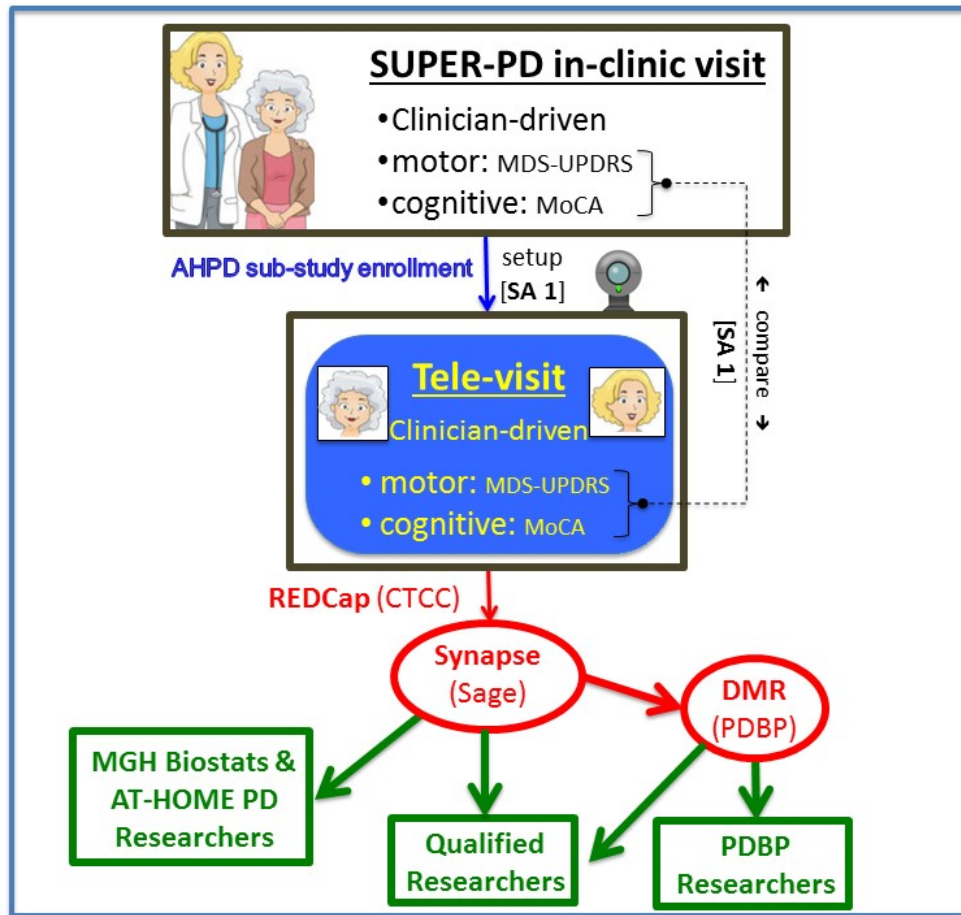 SUPER-PD in-clinic visit
•Clinician-driven
•motor: MDS-UPDRS
•cognitive: MoCA
AHPD sub-study enrollment
setup
[SA 1]
← compare →
[SA 1]
Tele-visit
Clinician-driven
• motor: MDS-UPDRS
• cognitive: MoCA
REDCap (CTCC)
Synapse
(Sage)
DMR
(PDBP)
MGH Biostats &
AT-HOME PD
Researchers
Qualified
Researchers
PDBP
Researchers